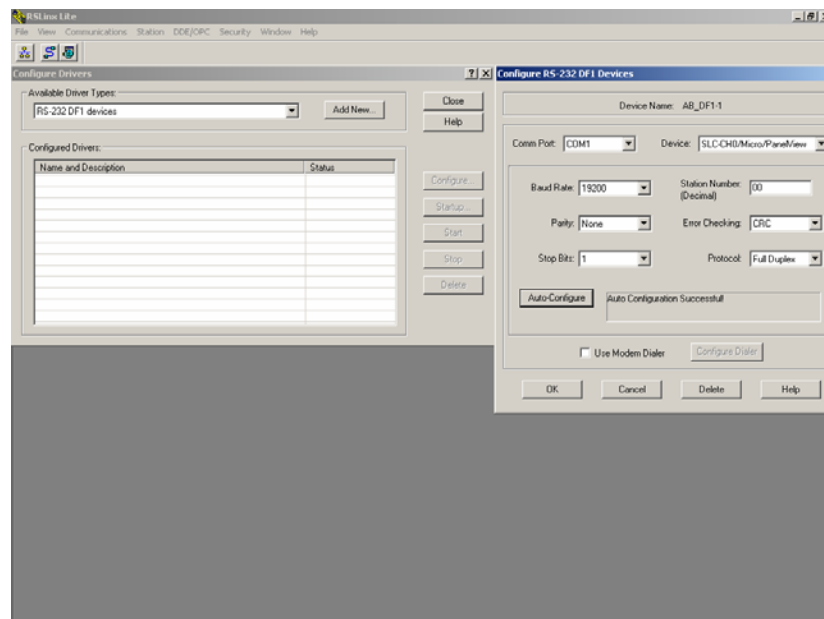 RSLinx Lite
File View Communications Station DDE/OPC Security Window Help
Configure Drivers
Available Driver Types:
RS-232 DF1 devices
Add New...
Close
Help
Configured Drivers:
Name and Description Status
Configure...
Startup...
Start
Stop
Delete
Configure RS-232 DF1 Devices
Device Name: AB_DF1-1
Comm Port: COM1 Device: SLC-CH0/Micro/PanelView
Baud Rate: 19200 Station Number: 00
(Decimal)
Parity: None Error Checking: CRC
Stop Bits: 1 Protocol: Full Duplex
Auto-Configure Auto Configuration Successful!
Use Modem Dialer Configure Dialer
OK Cancel Delete Help